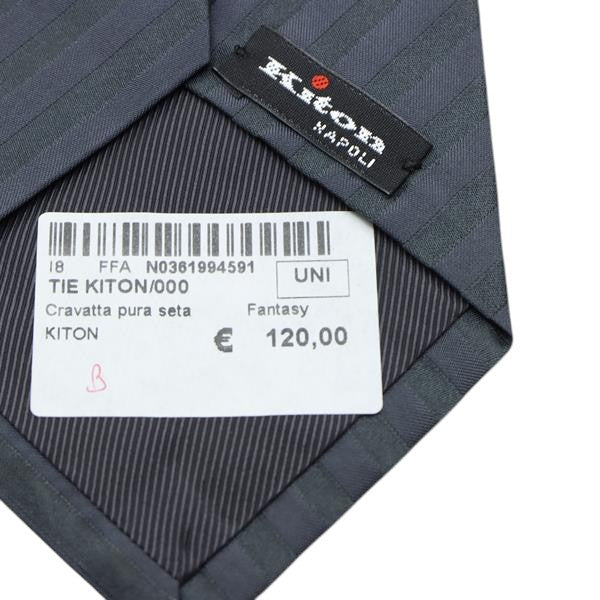 Kiton
NAPOLI
I8 FFA N0361994591
UNI
TIE KITON/000
Cravatta pura seta Fantasy
KITON € 120,00
B